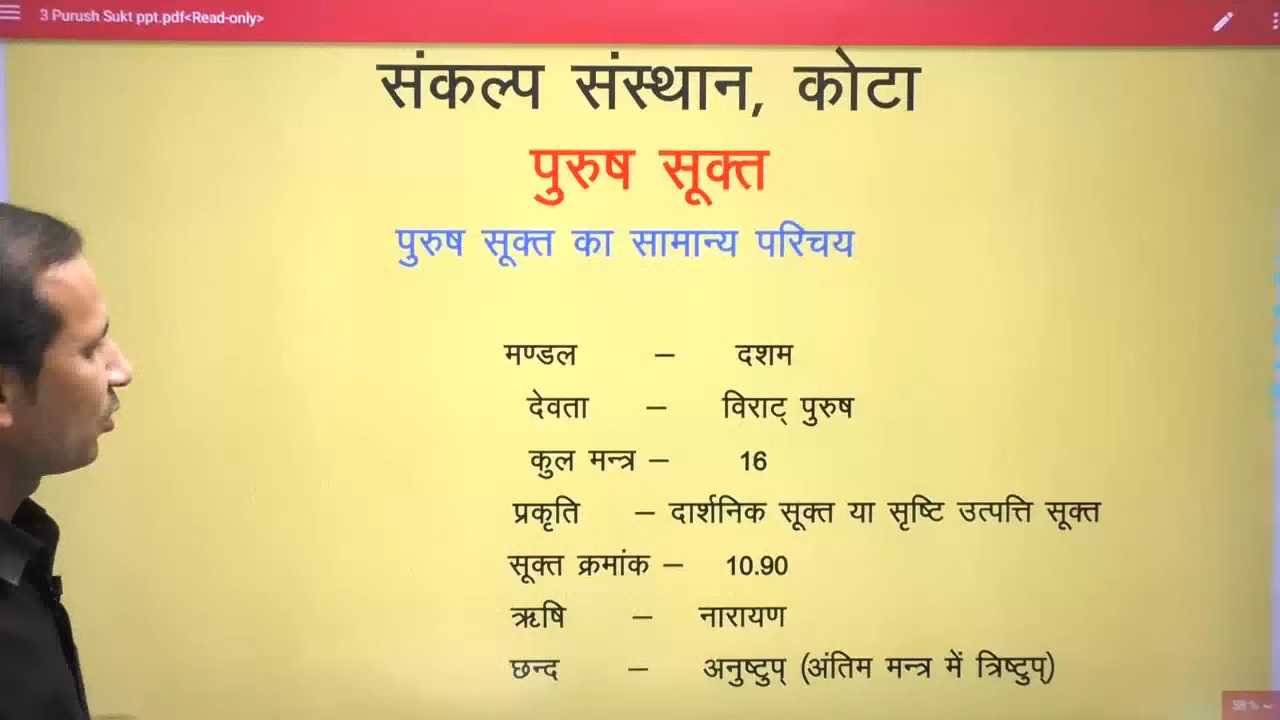 3 Purush Sukt ppt.pdf<Read-only>
संकल्प संस्थान, कोटा
पुरुष सूक्त
पुरुष सूक्त का सामान्य परिचय
मण्डल – दशम
देवता – विराट् पुरुष
कुल मन्त्र – 16
प्रकृति – दार्शनिक सूक्त या सृष्टि उत्पत्ति सूक्त
सूक्त क्रमांक – 10.90
ऋषि – नारायण
छन्द – अनुष्टुप् (अंतिम मन्त्र में त्रिष्टुप्)
58 %